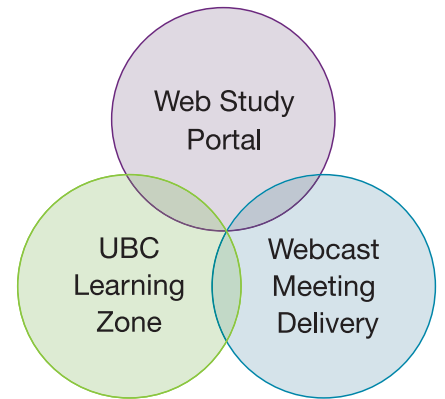 Web Study
Portal
UBC
Learning
Zone
Webcast
Meeting
Delivery